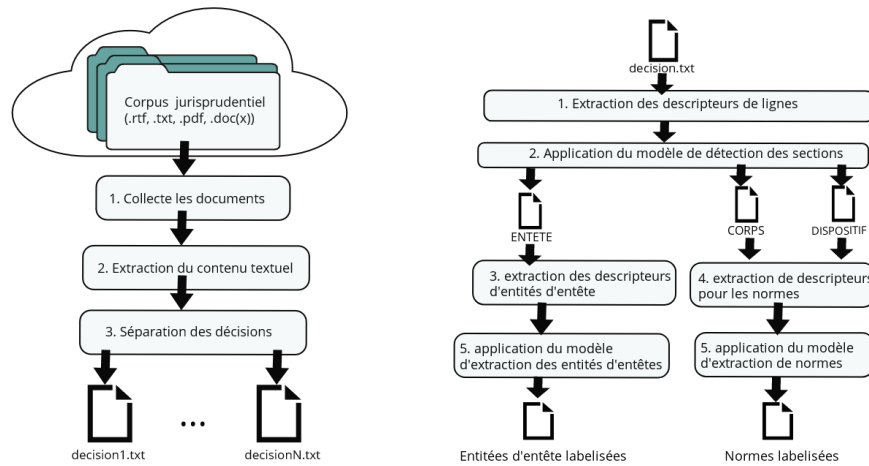 Corpus jurisprudentiel
(.rtf, .txt, .pdf, .doc(x))
1. Collecte les documents
2. Extraction du contenu textuel
3. Séparation des décisions
...
decision1.txt
decisionN.txt
decision.txt
1. Extraction des descripteurs de lignes
2. Application du modèle de détection des sections
ENTETE
CORPS
DISPOSITIF
3. extraction des descripteurs
d'entités d'entête
4. extraction de descripteurs
pour les normes
5. application du modèle
d'extraction des entités d'entêtes
5. application du modèle
d'extraction de normes
Entitées d'entête labelisées
Normes labelisées